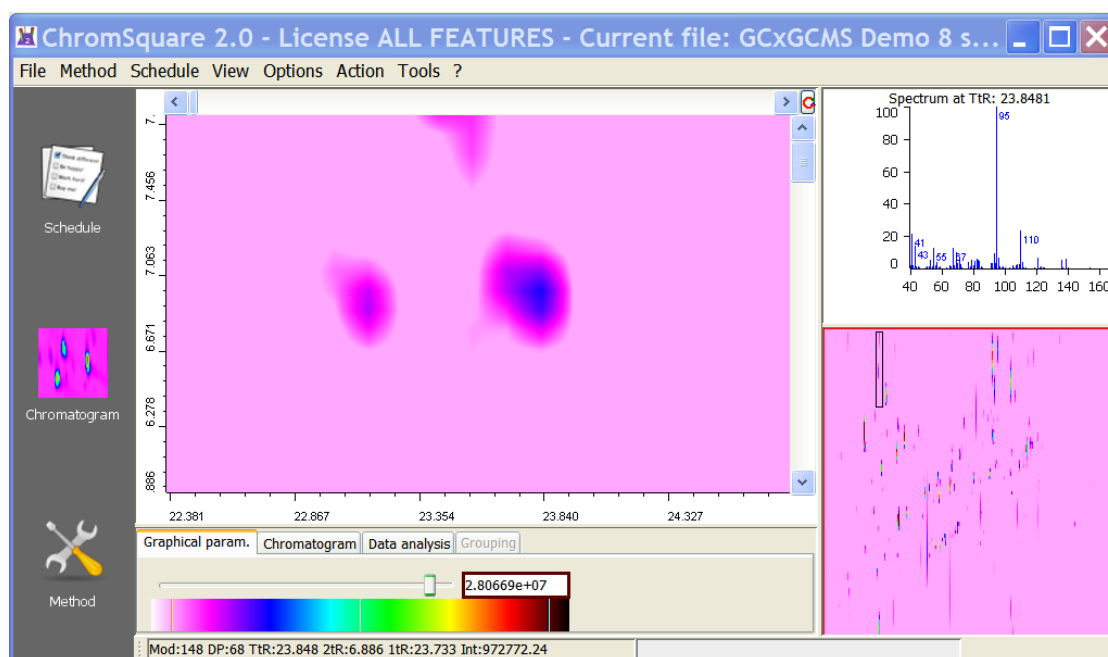 ChromSquare 2.0 - License ALL FEATURES - Current file: GCxGCMS Demo 8 s...
File Method Schedule View Options Action Tools ?
Schedule
Chromatogram
Method
7.
7.456
7.063
6.671
6.278
.886
22.381 22.867 23.354 23.840 24.327
Spectrum at TtR: 23.8481
100
80
60
40
20
0
95
41
43
55
67
110
40 60 80 100 120 140 160
Graphical param. Chromatogram Data analysis Grouping
2.80669e+07
Mod:148 DP:68 TtR:23.848 2tR:6.886 1tR:23.733 Int:972772.24